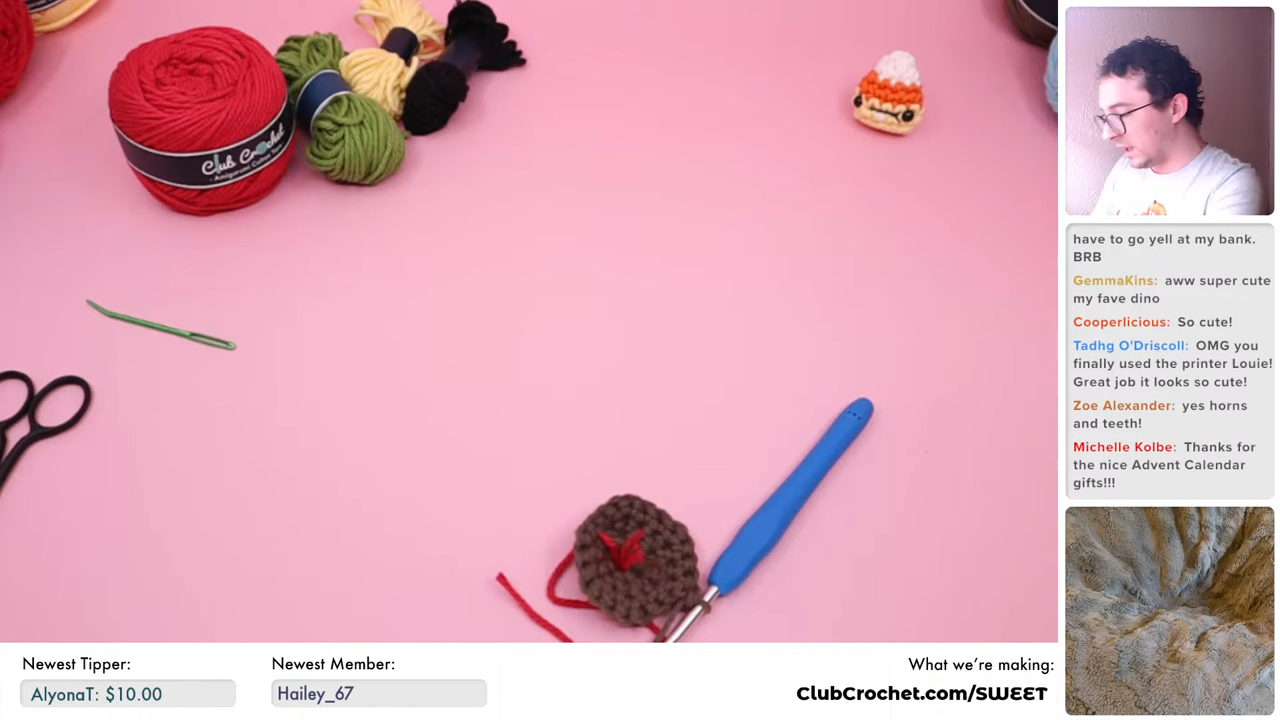 Club Crochet
Amigurumi Cotton Yarn
have to go yell at my bank.
BRB
GemmaKins: aww super cute
my fave dino
Cooperlicious: So cute!
Tadhg O'Driscoll: OMG you
finally used the printer Louie!
Great job it looks so cute!
Zoe Alexander: yes horns
and teeth!
Michelle Kolbe: Thanks for
the nice Advent Calendar
gifts!!!
Newest Tipper:
AlyonaT: $10.00
Newest Member:
Hailey_67
What we're making:
ClubCrochet.com/SWEET